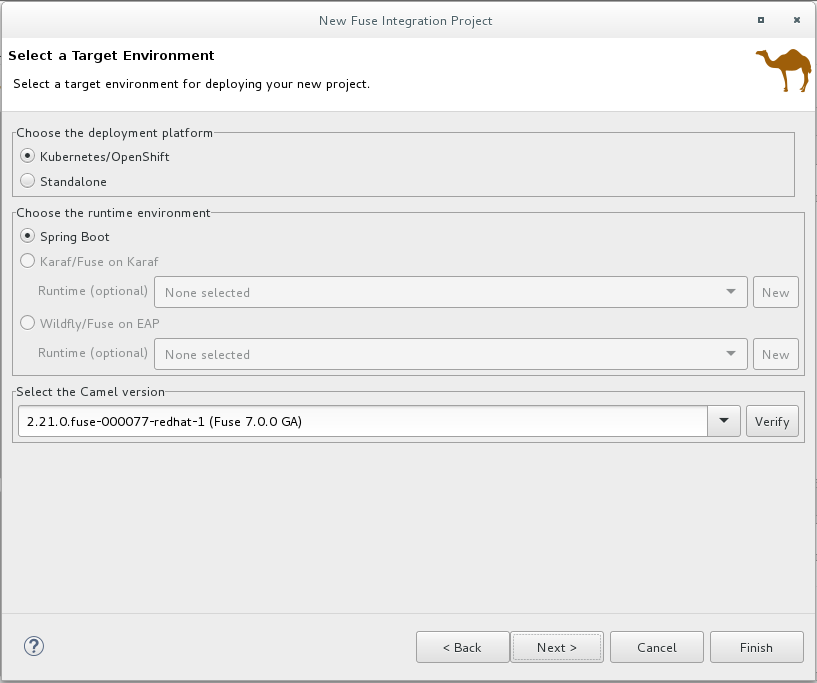 New Fuse Integration Project
Select a Target Environment
Select a target environment for deploying your new project.
Choose the deployment platform
Kubernetes/OpenShift
Standalone
Choose the runtime environment
Spring Boot
Karaf/Fuse on Karaf
Runtime (optional) None selected New
Wildfly/Fuse on EAP
Runtime (optional) None selected New
Select the Camel version
2.21.0.fuse-000077-redhat-1 (Fuse 7.0.0 GA) Verify
? < Back Next > Cancel Finish